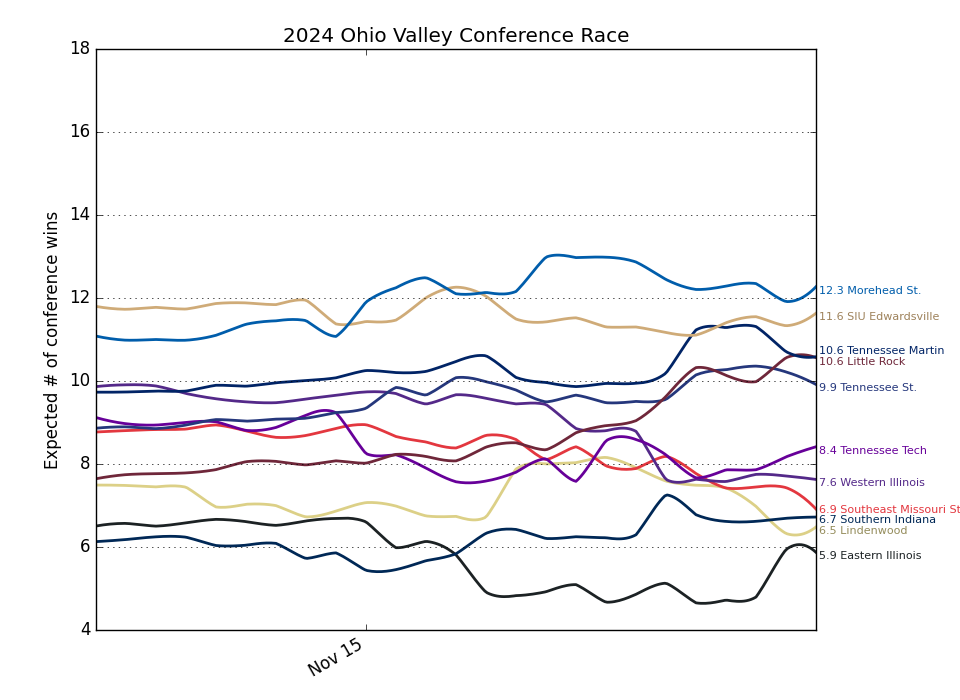 2024 Ohio Valley Conference Race
Expected # of conference wins
18
16
14
12
10
8
6
4
Nov 15
12.3 Morehead St.
11.6 SIU Edwardsville
10.6 Tennessee Martin
10.6 Little Rock
9.9 Tennessee St.
8.4 Tennessee Tech
7.6 Western Illinois
6.9 Southeast Missouri St
6.7 Southern Indiana
6.5 Lindenwood
5.9 Eastern Illinois